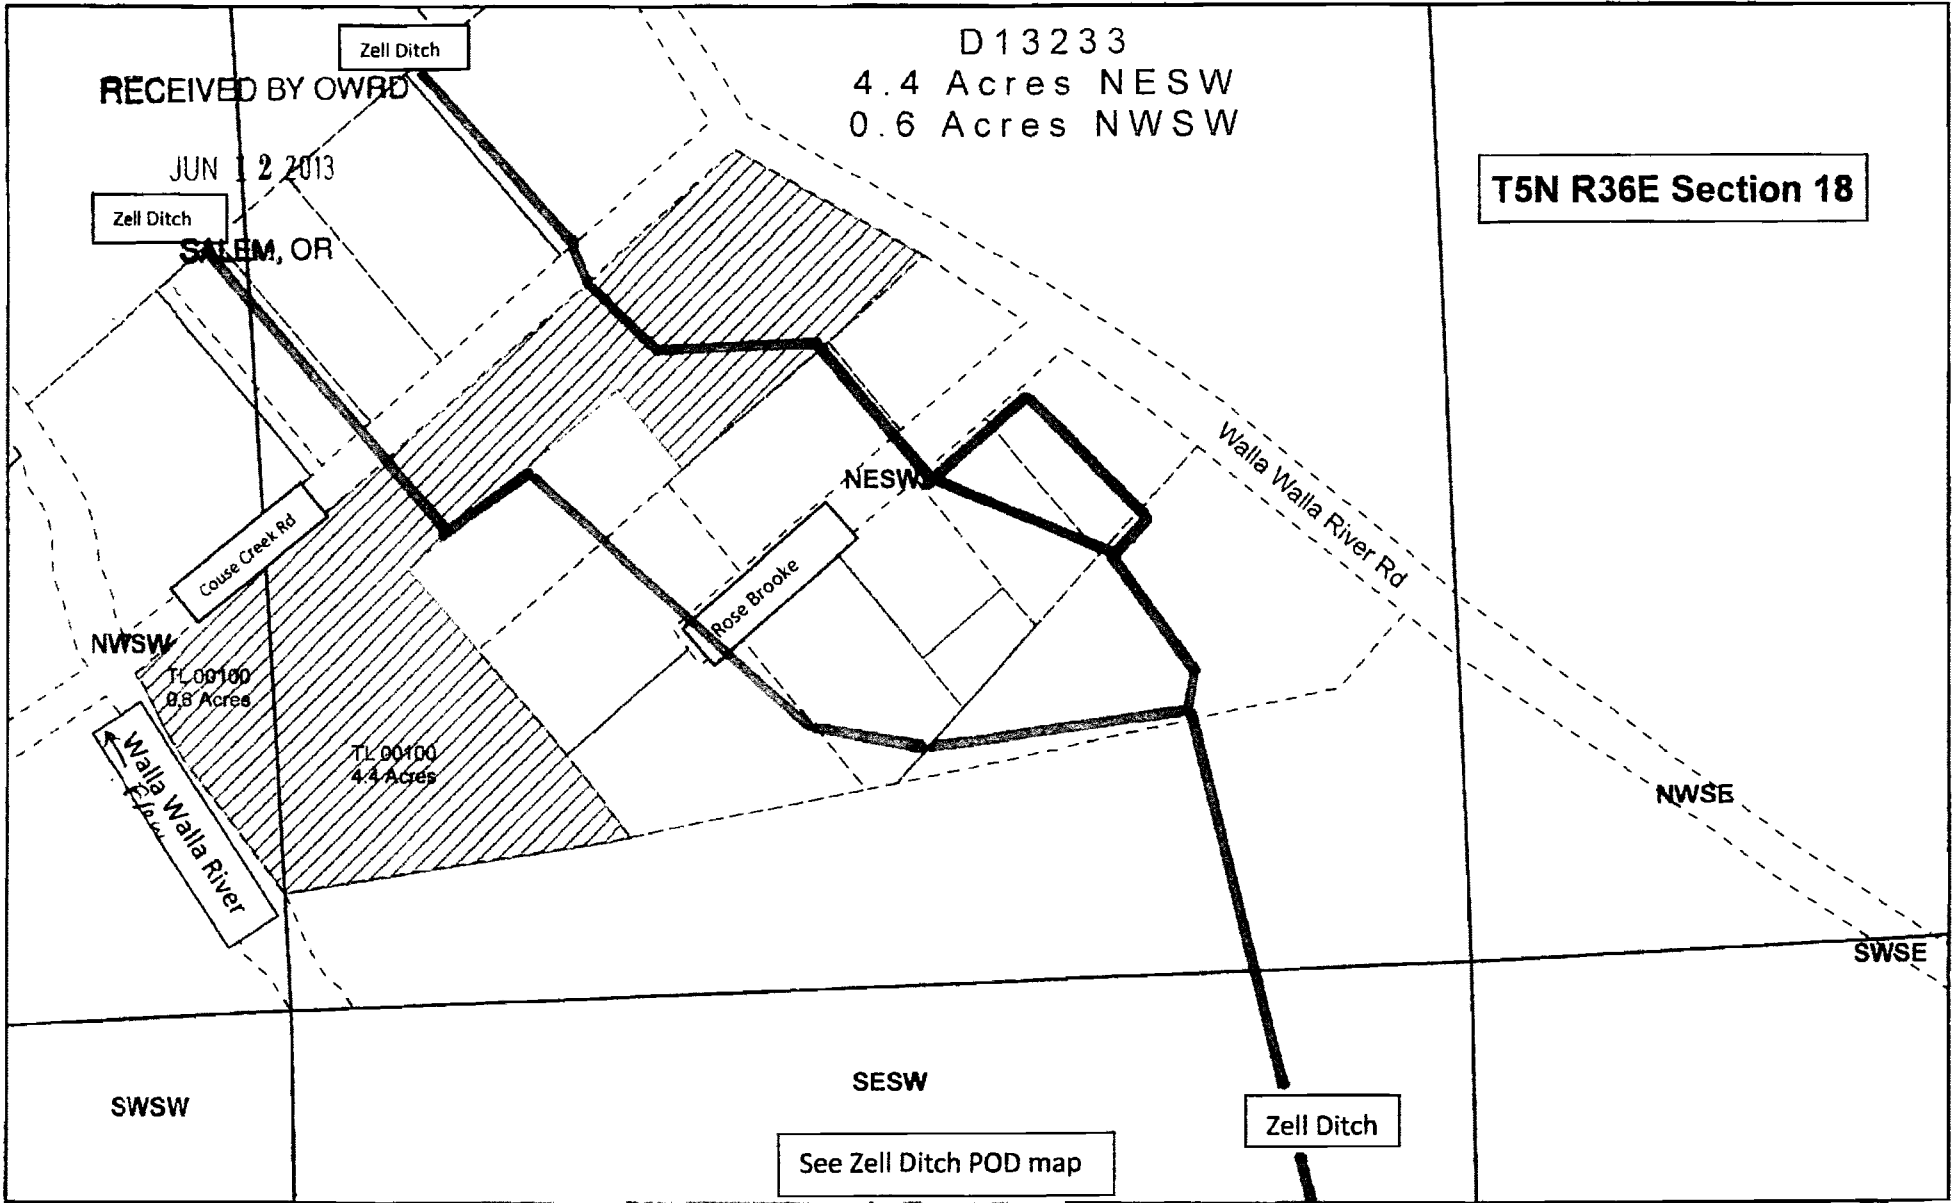 Zell Ditch
D13233
4.4 Acres NESW
0.6 Acres NWSW
RECEIVED BY OWRD
JUN 12 2013
SALEM, OR
Zell Ditch
T5N R36E Section 18
Walla Walla River Rd
NESW
Couse Creek Rd
Rose Brooke
NWSW
TL 00100
0.6 Acres
TL 00100
4.4 Acres
Walla Walla River
Flow
NWSE
SWSE
SESW
SWSW
Zell Ditch
See Zell Ditch POD map